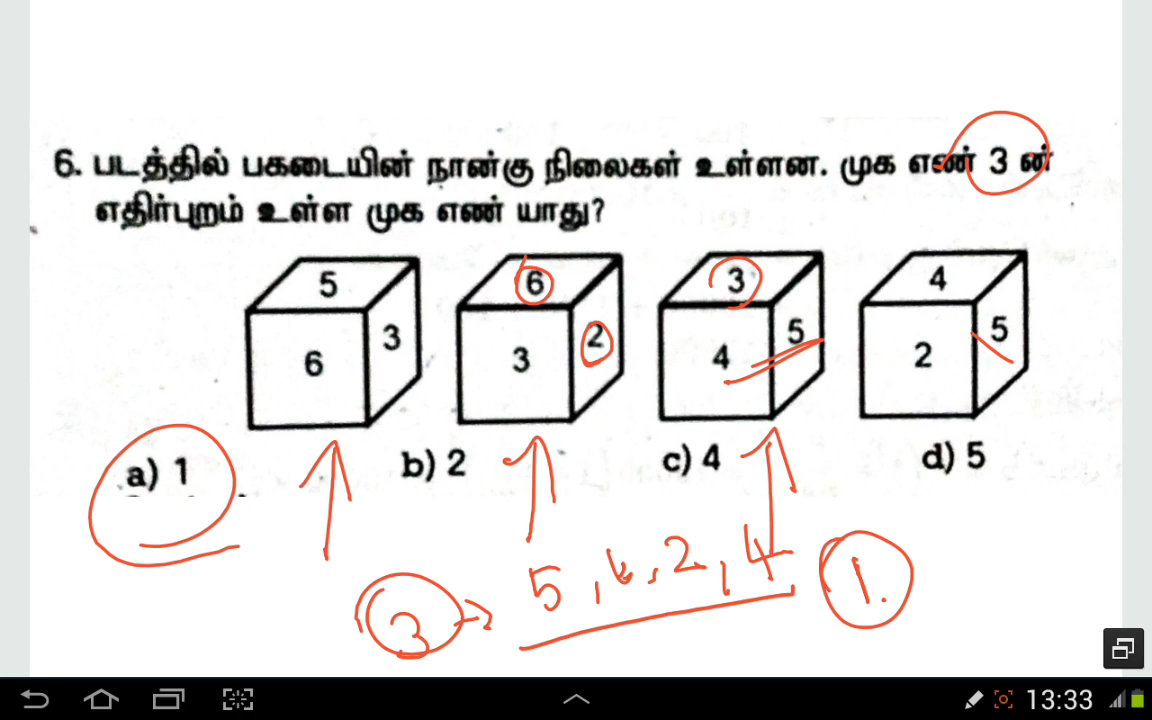 6. படத்தில் பகடையின் நான்கு நிலைகள் உள்ளன. முக எண் 3 ன்
எதிர்புறம் உள்ள முக எண் யாது?
5 6 3 4
6 3 3 2 4 5 2 5
a) 1 b) 2 c) 4 d) 5
3 → 5, 6, 2, 4 1.
13:33